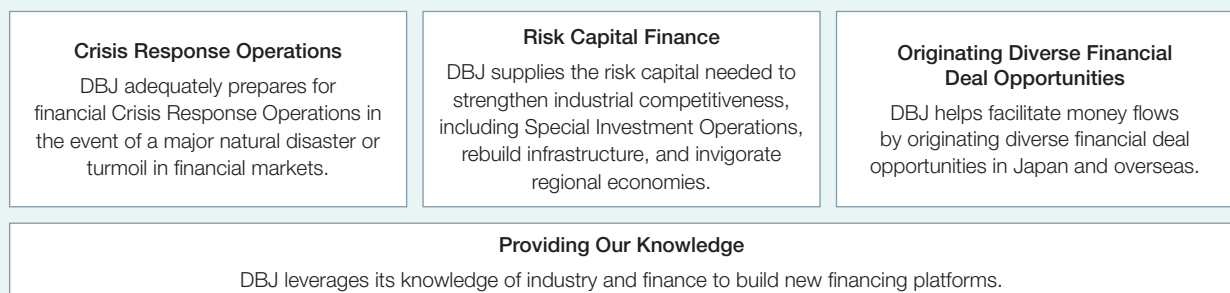 Crisis Response Operations
DBJ adequately prepares for
financial Crisis Response Operations in
the event of a major natural disaster or
turmoil in financial markets.
Risk Capital Finance
DBJ supplies the risk capital needed to
strengthen industrial competitiveness,
including Special Investment Operations,
rebuild infrastructure, and invigorate
regional economies.
Originating Diverse Financial
Deal Opportunities
DBJ helps facilitate money flows
by originating diverse financial deal
opportunities in Japan and overseas.
Providing Our Knowledge
DBJ leverages its knowledge of industry and finance to build new financing platforms.